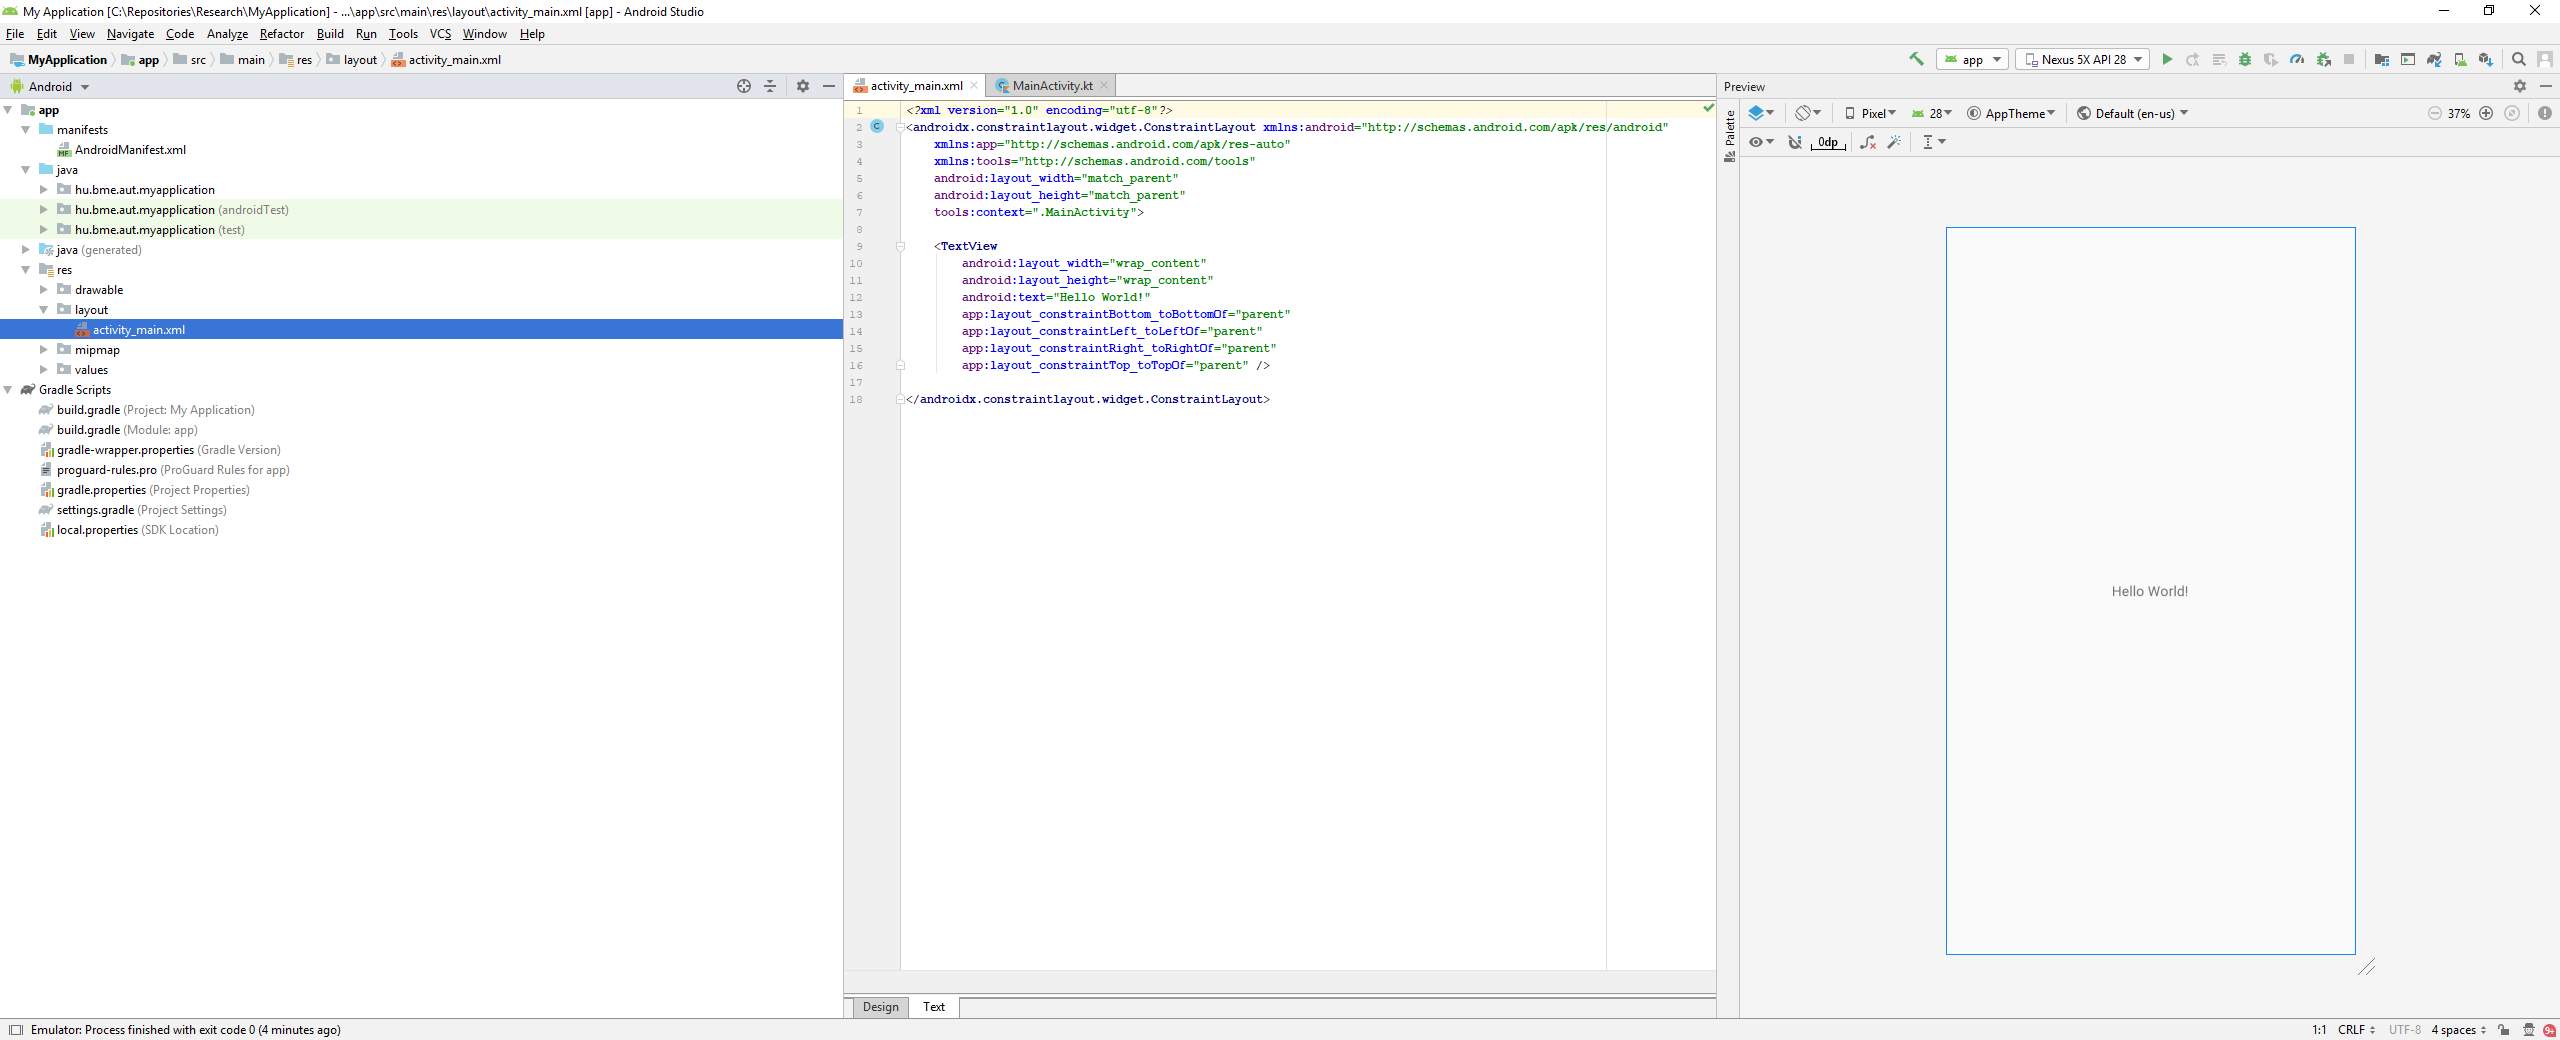 My Application [C:\Repositories\Research\MyApplication] - ...\app\src\main\res\layout\activity_main.xml [app] - Android Studio
File Edit View Navigate Code Analyze Refactor Build Run Tools VCS Window Help
MyApplication app src main res layout activity_main.xml
app Nexus 5X API 28
Android
app
manifests
MF AndroidManifest.xml
java
hu.bme.aut.myapplication
hu.bme.aut.myapplication (androidTest)
hu.bme.aut.myapplication (test)
java (generated)
res
drawable
layout
activity_main.xml
mipmap
values
Gradle Scripts
build.gradle (Project: My Application)
build.gradle (Module: app)
gradle-wrapper.properties (Gradle Version)
proguard-rules.pro (ProGuard Rules for app)
gradle.properties (Project Properties)
settings.gradle (Project Settings)
local.properties (SDK Location)
activity_main.xml MainActivity.kt
1 <?xml version="1.0" encoding="utf-8"?>
2 C <androidx.constraintlayout.widget.ConstraintLayout xmlns:android="http://schemas.android.com/apk/res/android"
3 xmlns:app="http://schemas.android.com/apk/res-auto"
4 xmlns:tools="http://schemas.android.com/tools"
5 android:layout_width="match_parent"
6 android:layout_height="match_parent"
7 tools:context=".MainActivity">
8
9 <TextView
10 android:layout_width="wrap_content"
11 android:layout_height="wrap_content"
12 android:text="Hello World!"
13 app:layout_constraintBottom_toBottomOf="parent"
14 app:layout_constraintLeft_toLeftOf="parent"
15 app:layout_constraintRight_toRightOf="parent"
16 app:layout_constraintTop_toTopOf="parent" />
17
18 </androidx.constraintlayout.widget.ConstraintLayout>
Design Text
Preview
Palette
Pixel 28 AppTheme Default (en-us) 37%
0dp
Hello World!
Emulator: Process finished with exit code 0 (4 minutes ago)
1:1 CRLF UTF-8 4 spaces 9+